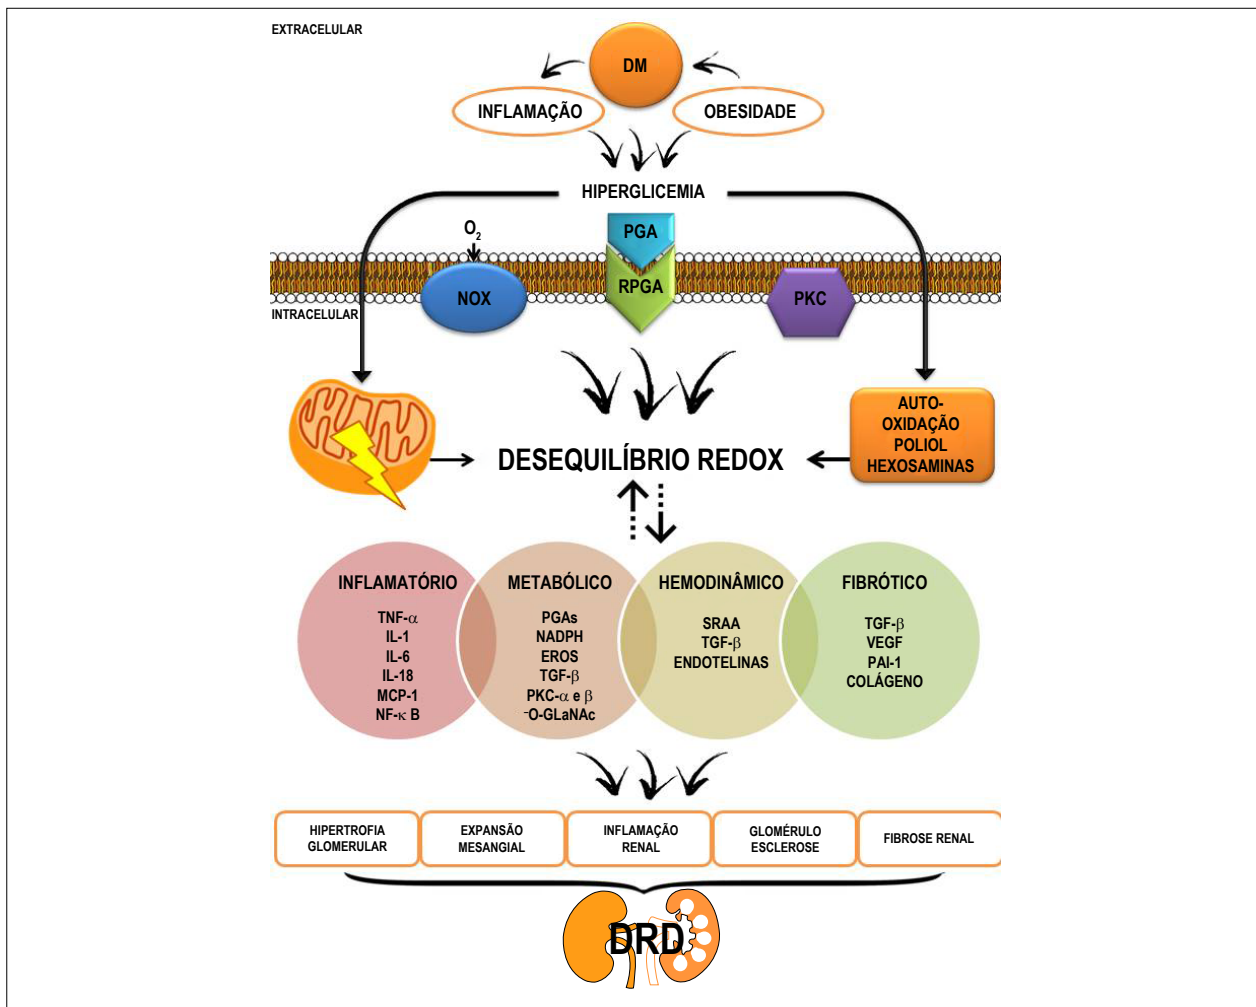 EXTRACELULAR
DM
INFLAMAÇÃO
OBESIDADE
HIPERGLICEMIA
O2
PGA
RPGA
NOX
PKC
INTRACELULAR
AUTO-
OXIDAÇÃO
POLIOL
HEXOSAMINAS
DESEQUILÍBRIO REDOX
INFLAMATÓRIO
TNF-α
IL-1
IL-6
IL-18
MCP-1
NF-κ B
METABÓLICO
PGAs
NADPH
EROS
TGF-β
PKC-α e β
-O-GLaNAc
HEMODINÂMICO
SRAA
TGF-β
ENDOTELINAS
FIBRÓTICO
TGF-β
VEGF
PAI-1
COLÁGENO
HIPERTROFIA
GLOMERULAR
EXPANSÃO
MESANGIAL
INFLAMAÇÃO
RENAL
GLOMÉRULO
ESCLEROSE
FIBROSE RENAL
DRD